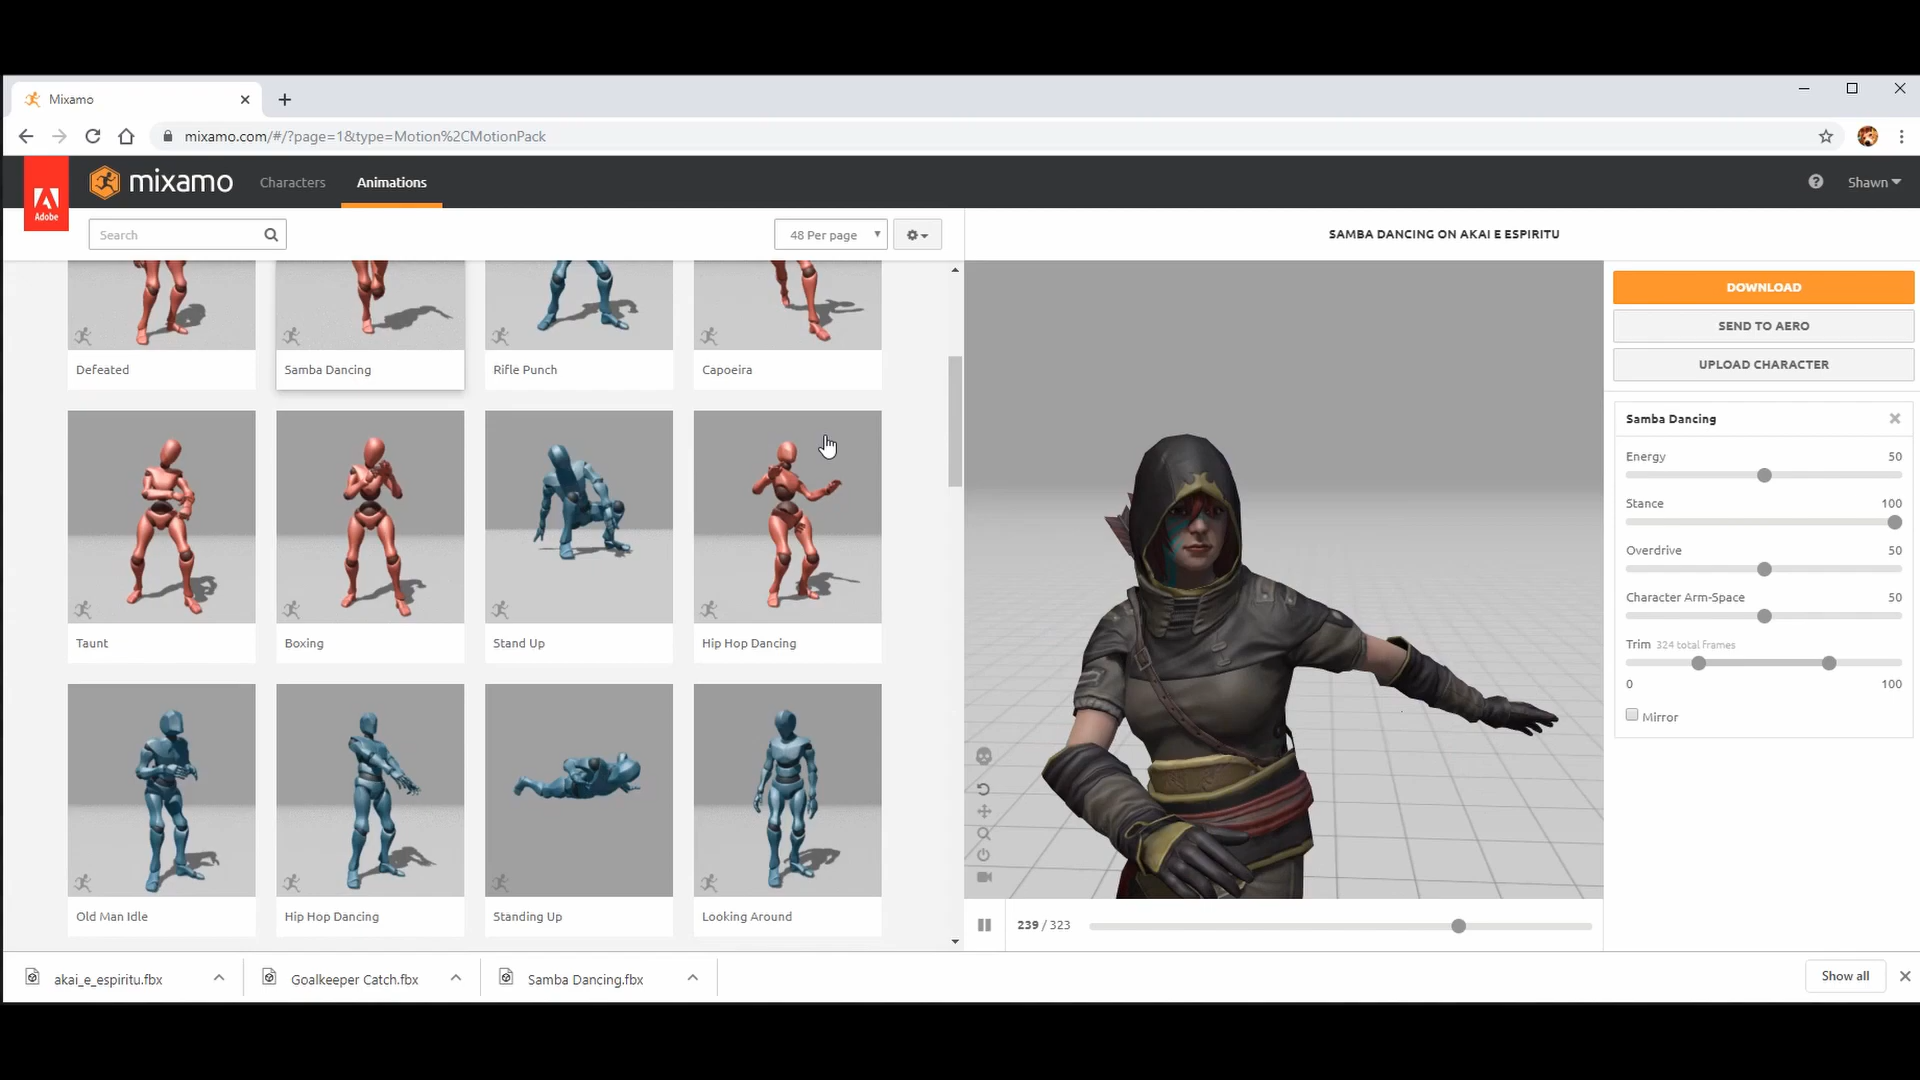 Mixamo
mixamo.com/#/?page=1&type=Motion%2CMotionPack
Adobe
mixamo
Characters
Animations
Shawn
Search
48 Per page
SAMBA DANCING ON AKAI E ESPIRITU
DOWNLOAD
SEND TO AERO
UPLOAD CHARACTER
Defeated
Samba Dancing
Rifle Punch
Capoeira
Taunt
Boxing
Stand Up
Hip Hop Dancing
Old Man Idle
Hip Hop Dancing
Standing Up
Looking Around
Samba Dancing
Energy 50
Stance 100
Overdrive 50
Character Arm-Space 50
Trim 324 total frames
0 100
Mirror
239 / 323
akai_e_espiritu.fbx
Goalkeeper Catch.fbx
Samba Dancing.fbx
Show all